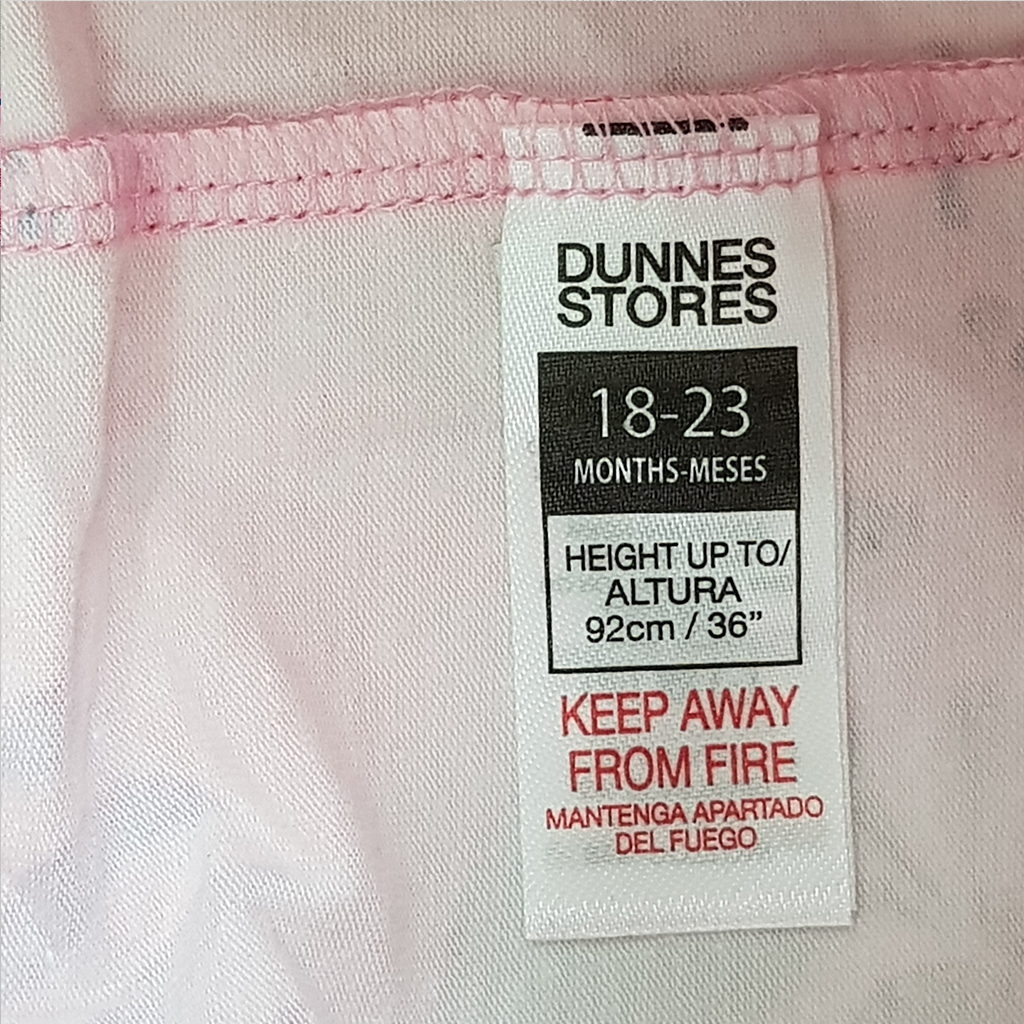 DUNNES
STORES
18-23
MONTHS-MESES
HEIGHT UP TO/
ALTURA
92cm / 36”
KEEP AWAY
FROM FIRE
MANTENGA APARTADO
DEL FUEGO